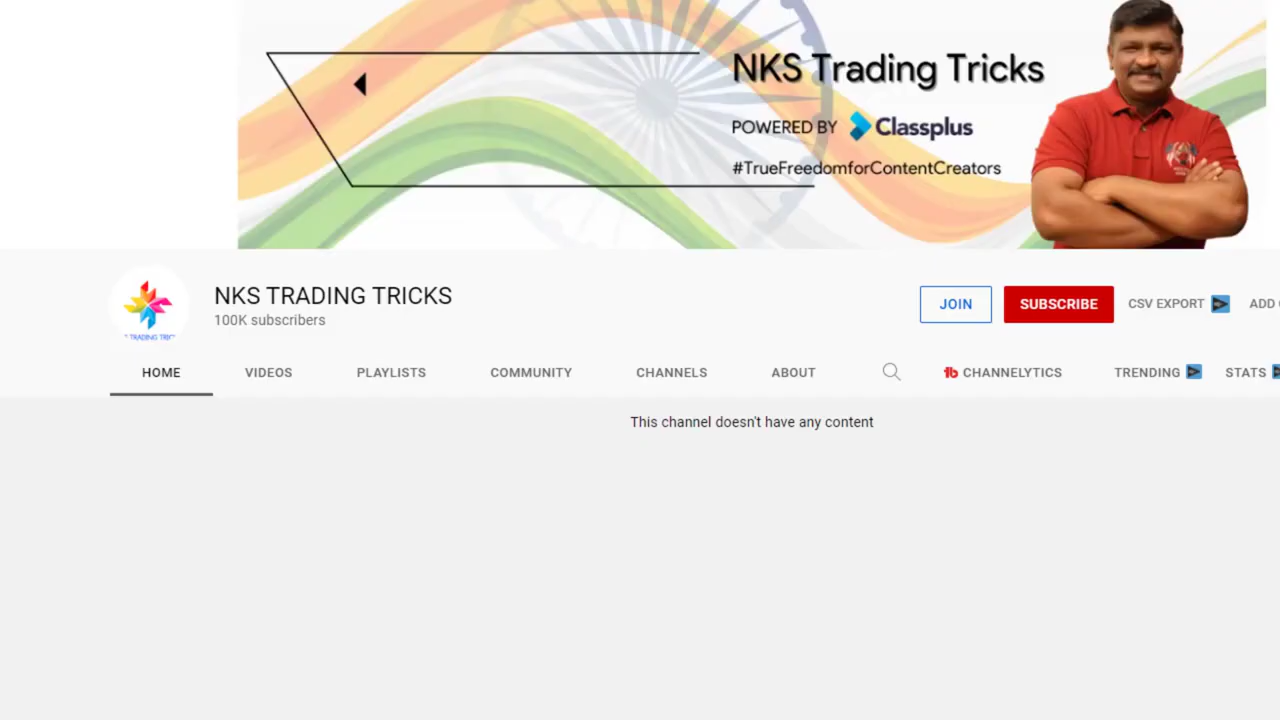 NKS Trading Tricks
POWERED BY Classplus
#TrueFreedomforContentCreators
NKS TRADING TRICKS
100K subscribers
JOIN SUBSCRIBE CSV EXPORT ADD
HOME VIDEOS PLAYLISTS COMMUNITY CHANNELS ABOUT CHANNELYTICS TRENDING STATS
This channel doesn't have any content